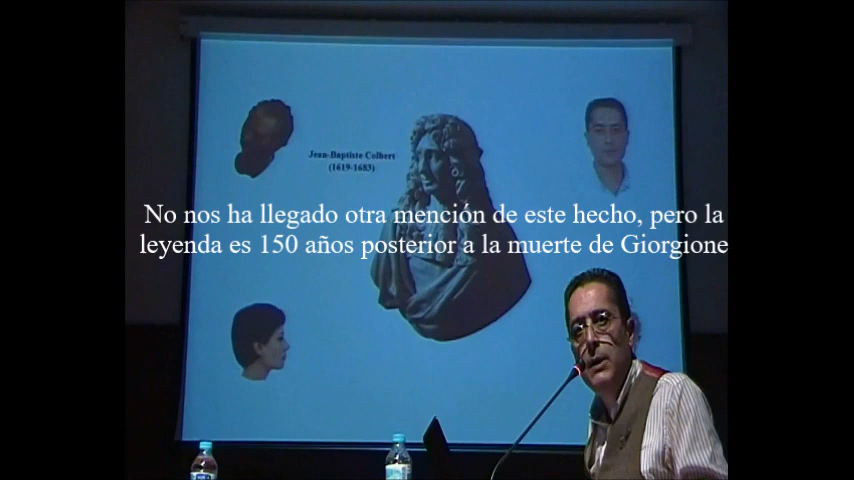 Jean-Baptiste Colbert
(1619-1683)
No nos ha llegado otra mención de este hecho, pero la
leyenda es 150 años posterior a la muerte de Giorgione